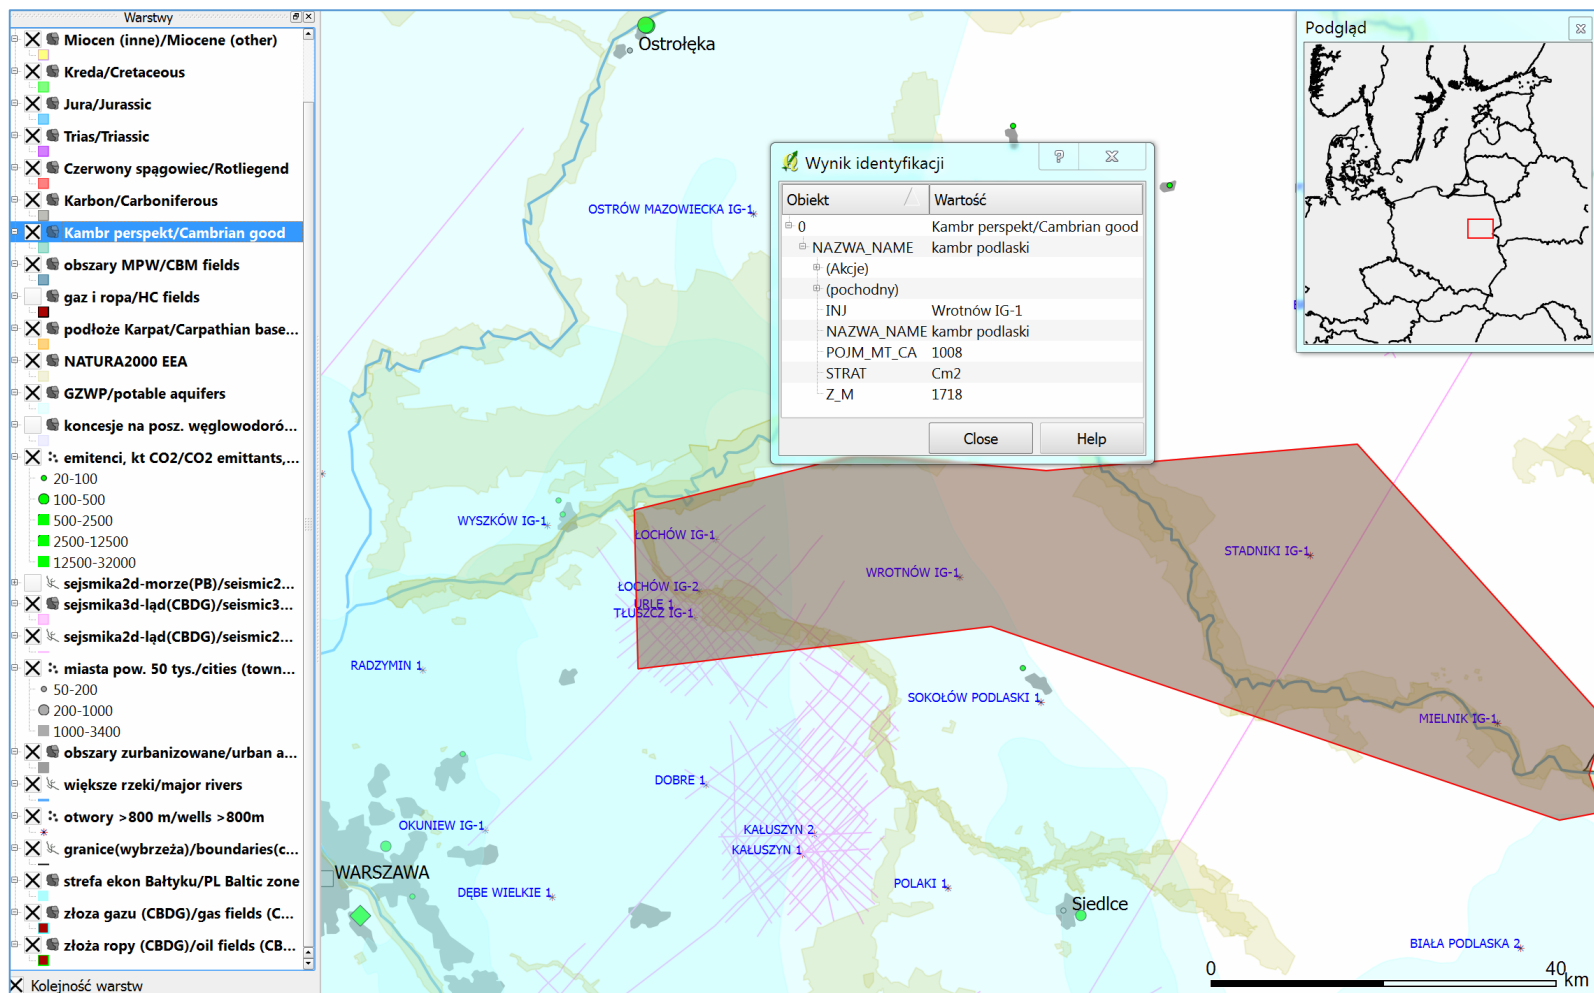 Warstwy
Miocen (inne)/Miocene (other)
Kreda/Cretaceous
Jura/Jurassic
Trias/Triassic
Czerwony spągowiec/Rotliegend
Karbon/Carboniferous
Kambr perspekt/Cambrian good
obszary MPW/CBM fields
gaz i ropa/HC fields
podłoże Karpat/Carpathian base...
NATURA2000 EEA
GZWP/potable aquifers
koncesje na posz. węglowodoró...
emitenci, kt CO2/CO2 emittants,...
20-100
100-500
500-2500
2500-12500
12500-32000
sejsmika2d-morze(PB)/seismic2...
sejsmika3d-ląd(CBDG)/seismic3...
sejsmika2d-ląd(CBDG)/seismic2...
miasta pow. 50 tys./cities (town...
50-200
200-1000
1000-3400
obszary zurbanizowane/urban a...
większe rzeki/major rivers
otwory >800 m/wells >800m
granice(wybrzeża)/boundaries(c...
strefa ekon Bałtyku/PL Baltic zone
złoza gazu (CBDG)/gas fields (C...
złoża ropy (CBDG)/oil fields (CB...
Kolejność warstw
Ostrołęka
OSTRÓW MAZOWIECKA IG-1
WYSZKÓW IG-1
ŁOCHÓW IG-1
ŁOCHÓW IG-2
URLE 1
TŁUSZCZ IG-1
WROTNÓW IG-1
STADNIKI IG-1
RADZYMIN 1
SOKOŁÓW PODLASKI 1
MIELNIK IG-1
DOBRE 1
OKUNIEW IG-1
KAŁUSZYN 2
KAŁUSZYN 1
WARSZAWA
DĘBE WIELKIE 1
POLAKI 1
Siedlce
BIAŁA PODLASKA 2
0 40 km
Wynik identyfikacji
Obiekt Wartość
0 Kambr perspekt/Cambrian good
NAZWA_NAME kambr podlaski
(Akcje)
(pochodny)
INJ Wrotnów IG-1
NAZWA_NAME kambr podlaski
POJM_MT_CA 1008
STRAT Cm2
Z_M 1718
Close Help
Podgląd